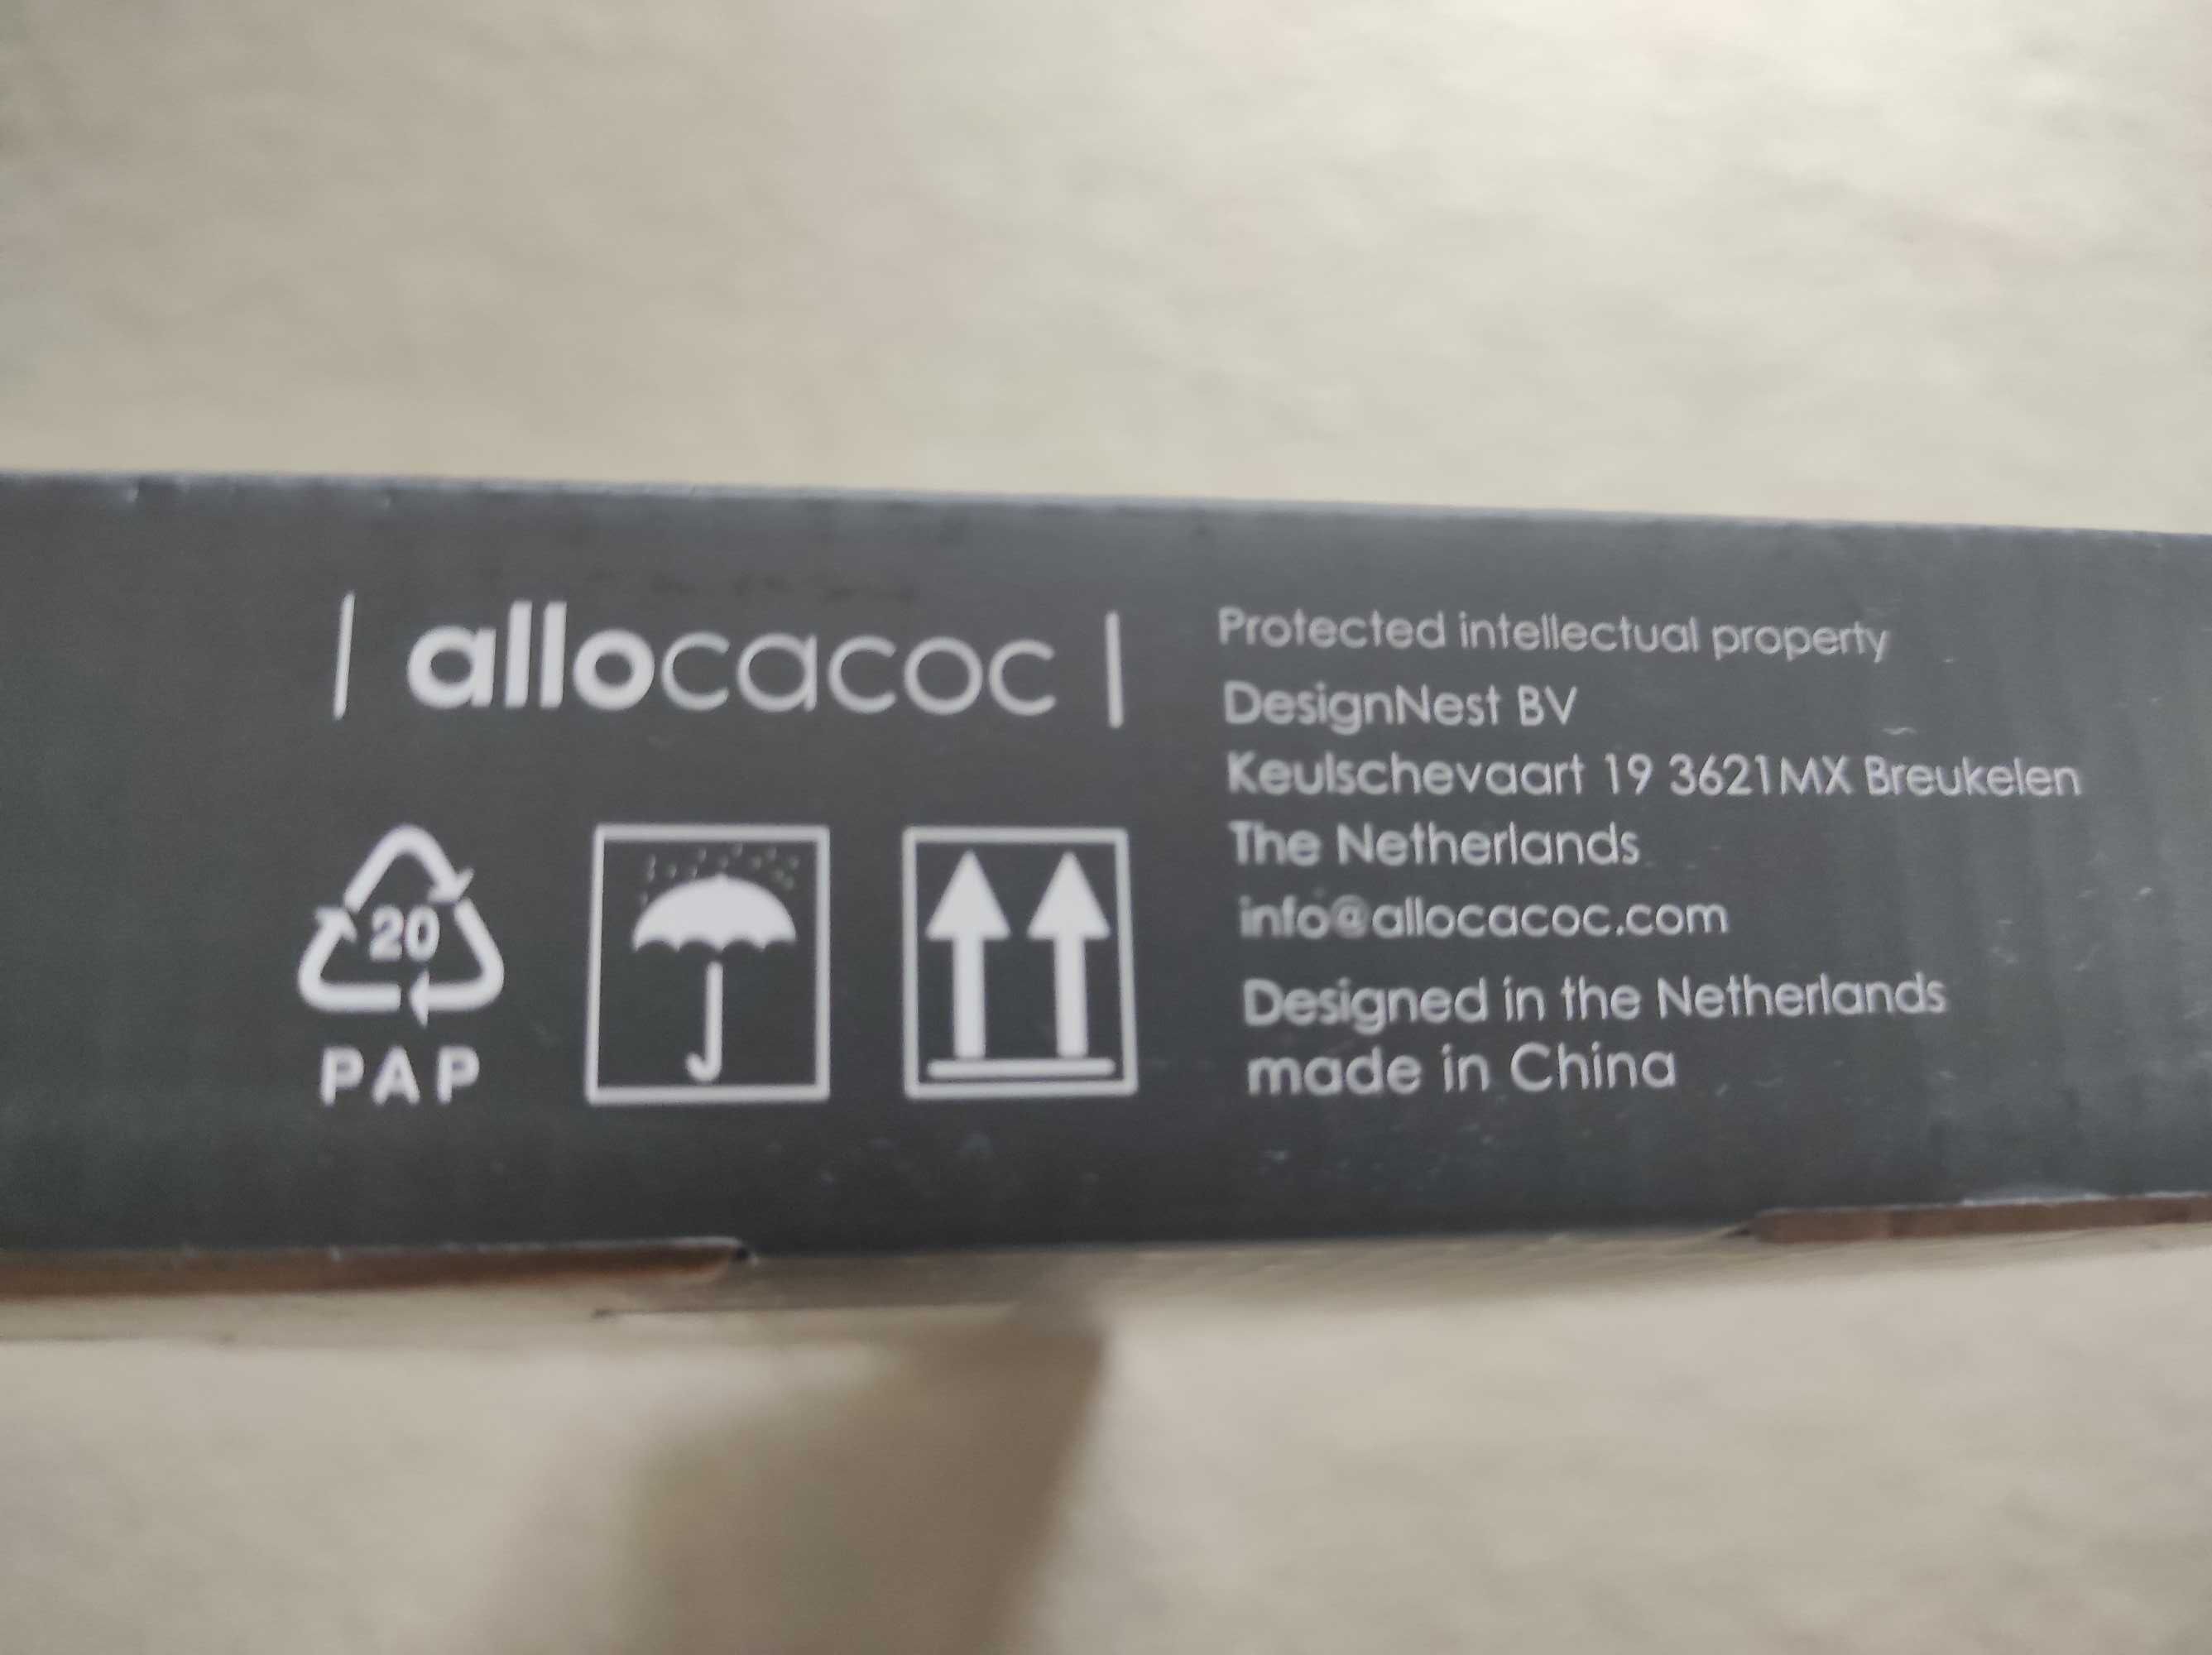 | allocacoc |
20
PAP
Protected intellectual property
DesignNest BV
Keulschevaart 19 3621MX Breukelen
The Netherlands
info@allocacoc.com
Designed in the Netherlands
made in China